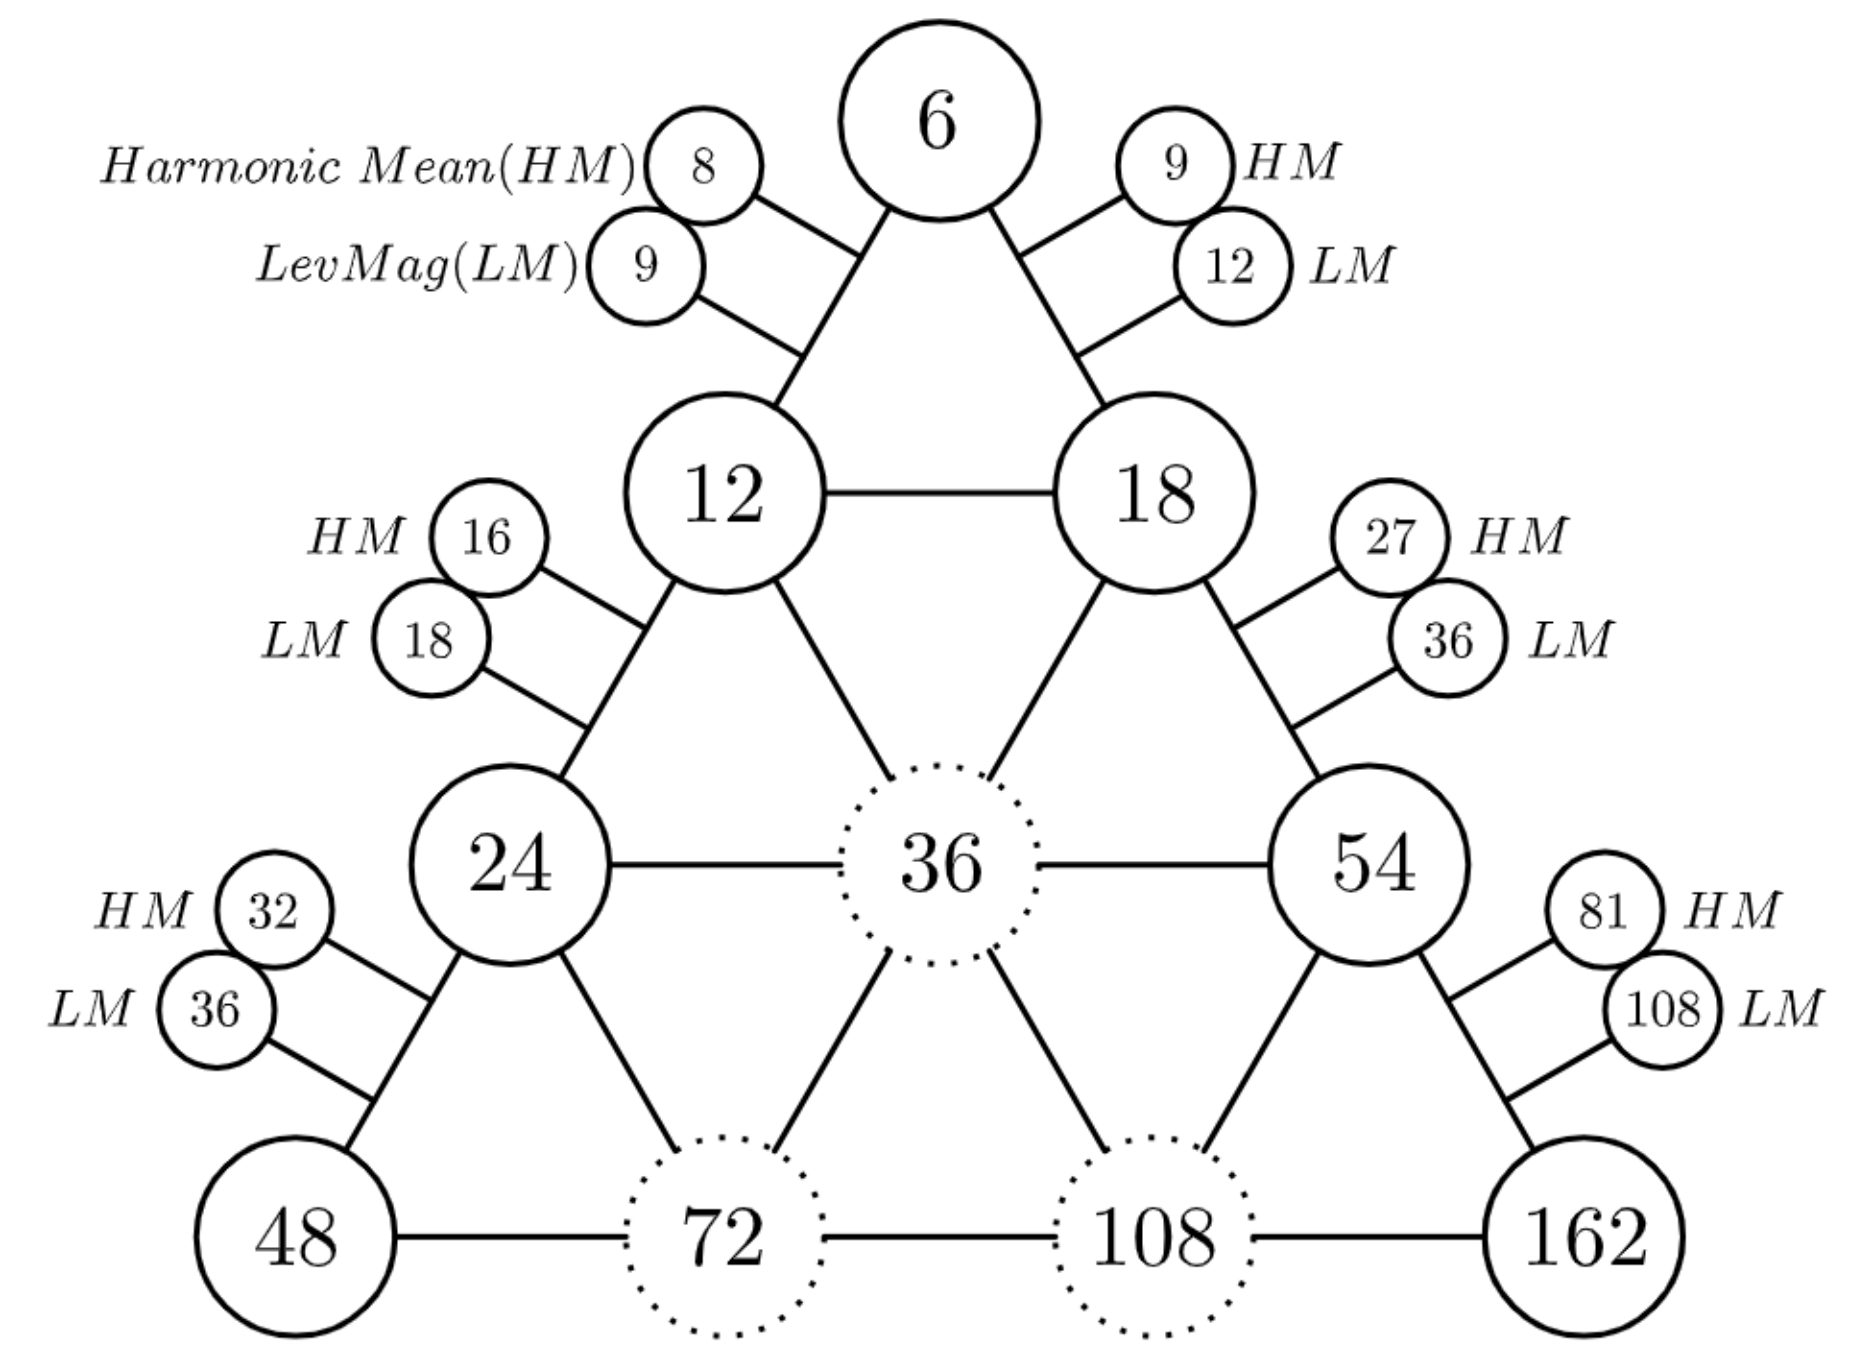 6
Harmonic Mean(HM) 8 9 HM
LevMag(LM) 9 12 LM
12 18
HM 16 27 HM
LM 18 36 LM
24 36 54
HM 32 81 HM
LM 36 108 LM
48 72 108 162